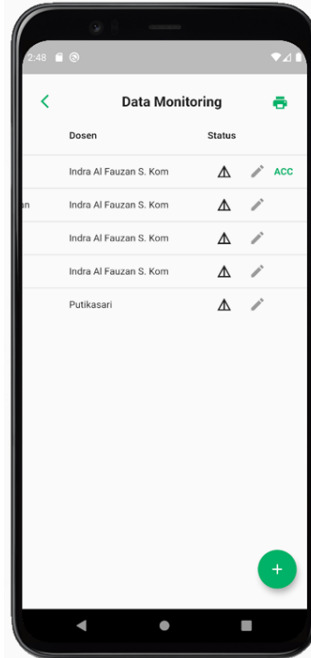 2:48
Data Monitoring
Dosen Status
Indra Al Fauzan S. Kom ACC
an Indra Al Fauzan S. Kom
Indra Al Fauzan S. Kom
Indra Al Fauzan S. Kom
Putikasari